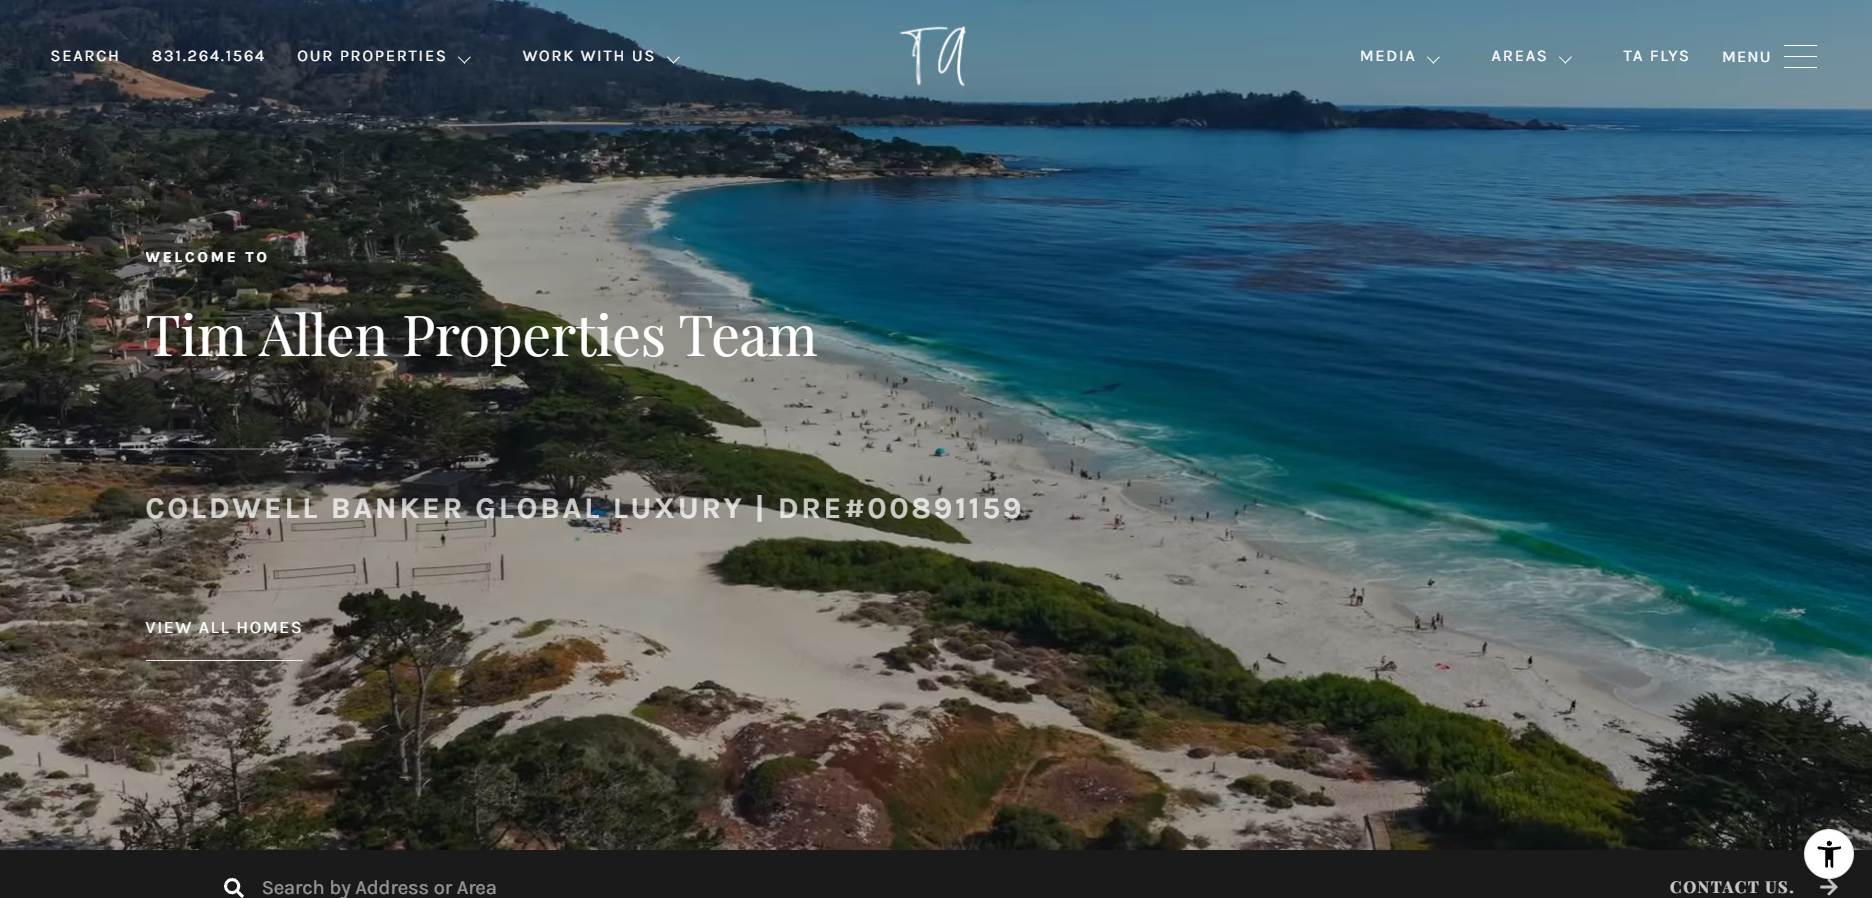 SEARCH 831.264.1564 OUR PROPERTIES WORK WITH US TA MEDIA AREAS TA FLYS MENU
WELCOME TO
Tim Allen Properties Team
COLDWELL BANKER GLOBAL LUXURY | DRE#00891159
VIEW ALL HOMES
Search by Address or Area CONTACT US.